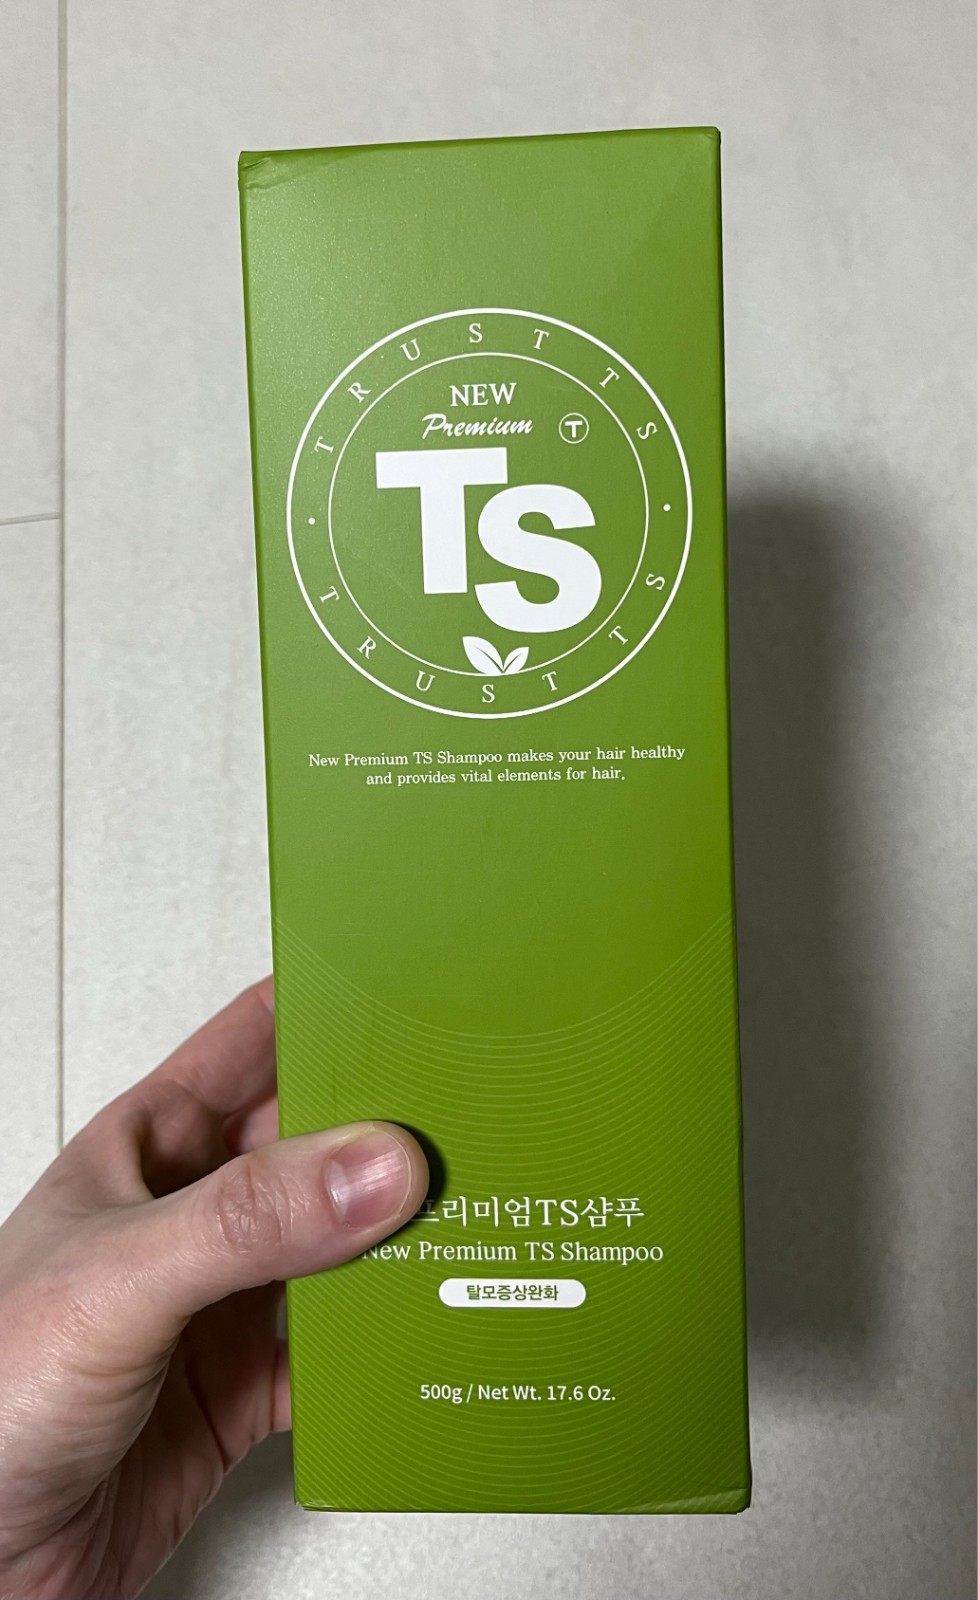 TRUST TS
NEW
Premium
T
TS
TRUST TS
New Premium TS Shampoo makes your hair healthy
and provides vital elements for hair.
프리미엄TS샴푸
New Premium TS Shampoo
탈모증상완화
500g / Net Wt. 17.6 Oz.